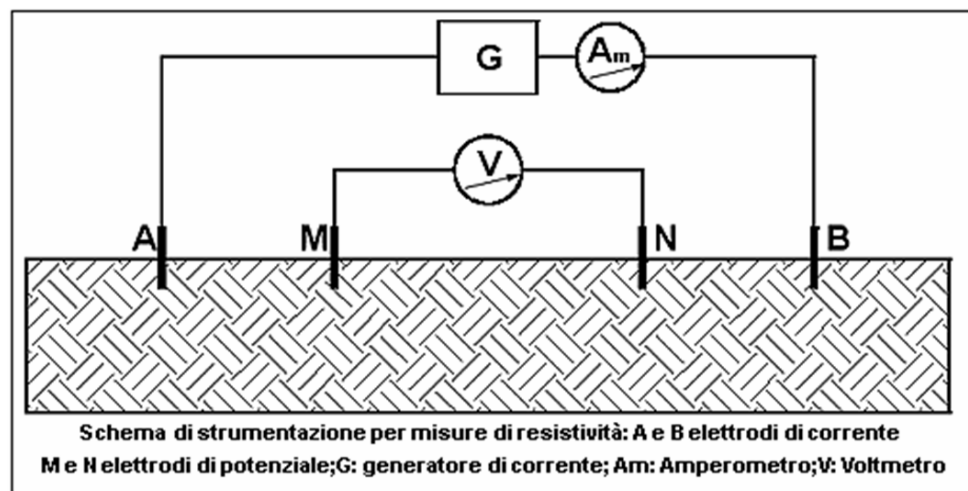 G
Am
V
A
M
N
B
Schema di strumentazione per misure di resistività: A e B elettrodi di corrente
M e N elettrodi di potenziale;G: generatore di corrente; Am: Amperometro;V: Voltmetro